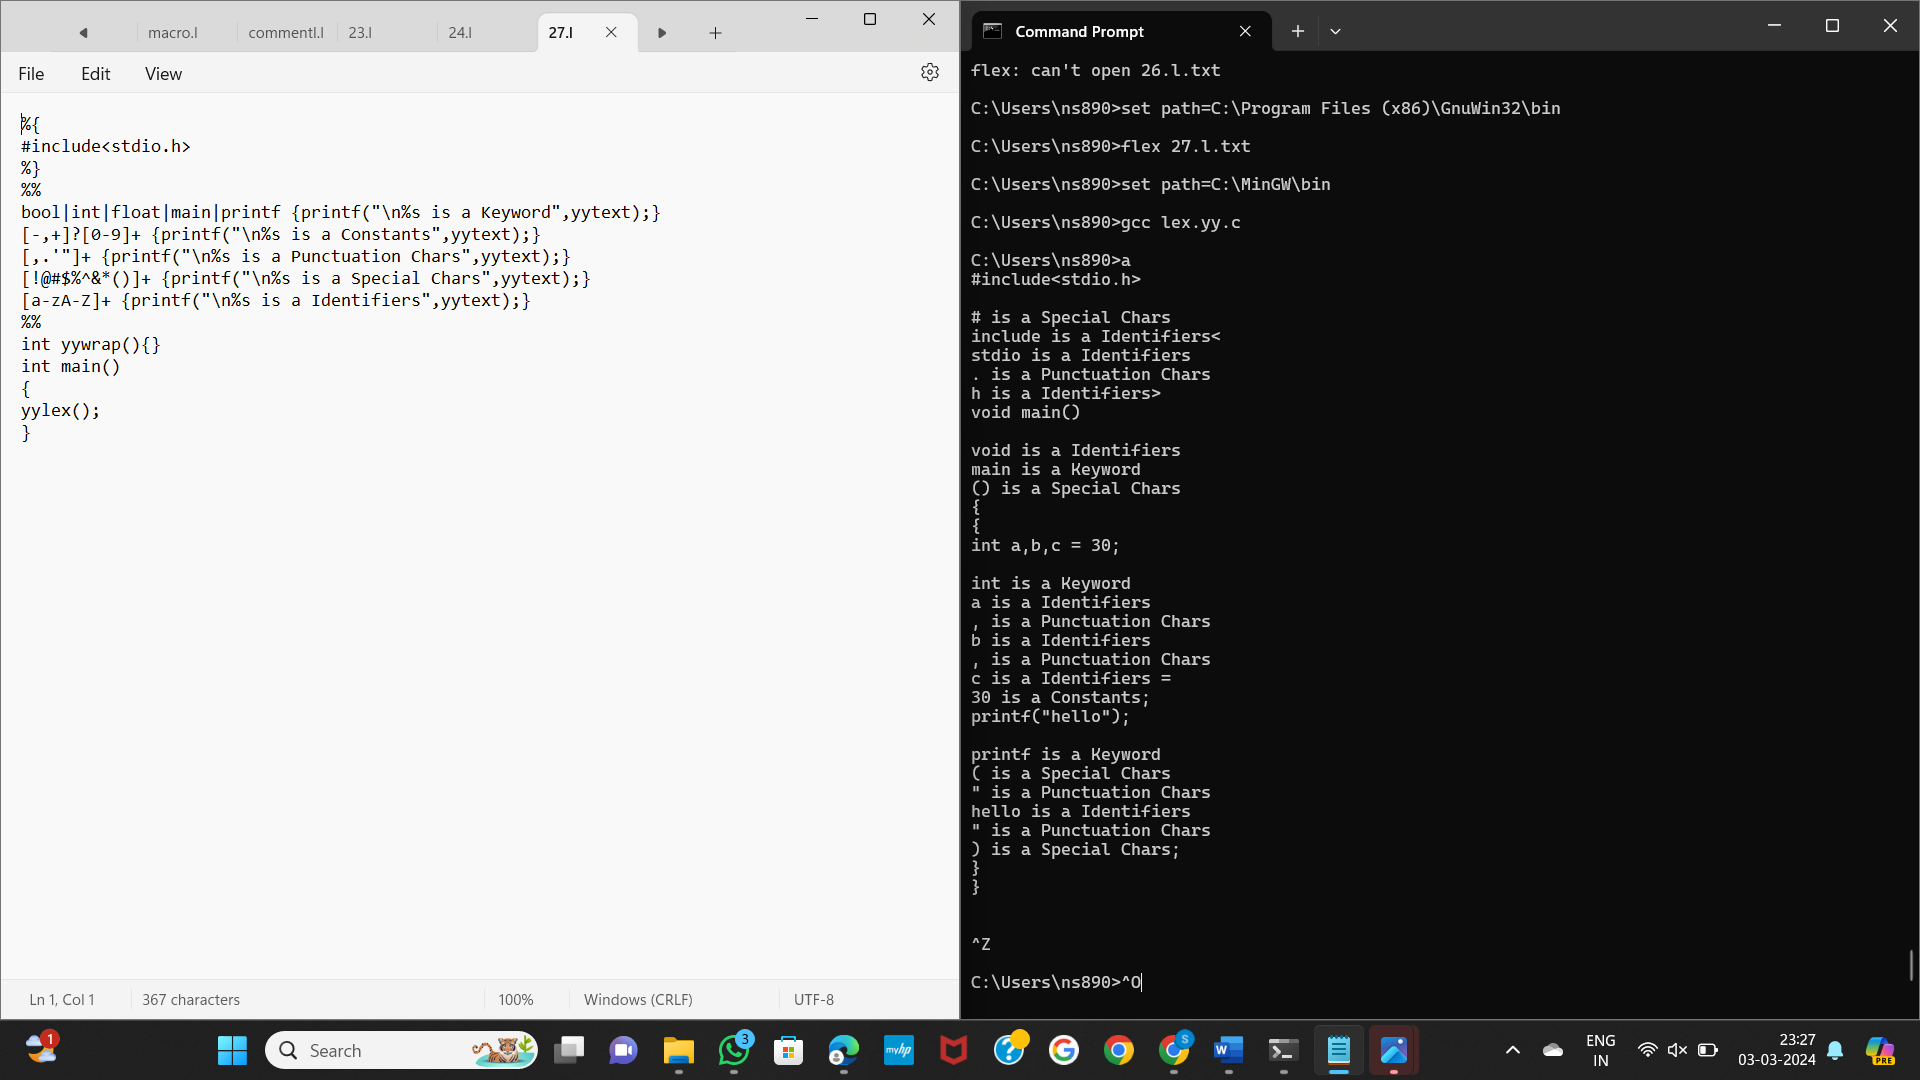 macro.l
commentl.l
23.l
24.l
27.l
File
Edit
View
%{
#include<stdio.h>
%}
%%
bool|int|float|main|printf {printf("\n%s is a Keyword",yytext);}
[-,+]?[0-9]+ {printf("\n%s is a Constants",yytext);}
[,.'"]+ {printf("\n%s is a Punctuation Chars",yytext);}
[!@#$%^&*()]+ {printf("\n%s is a Special Chars",yytext);}
[a-zA-Z]+ {printf("\n%s is a Identifiers",yytext);}
%%
int yywrap(){}
int main()
{
yylex();
}
Ln 1, Col 1
367 characters
100%
Windows (CRLF)
UTF-8
Command Prompt
flex: can't open 26.l.txt
C:\Users\ns890>set path=C:\Program Files (x86)\GnuWin32\bin
C:\Users\ns890>flex 27.l.txt
C:\Users\ns890>set path=C:\MinGW\bin
C:\Users\ns890>gcc lex.yy.c
C:\Users\ns890>a
#include<stdio.h>
# is a Special Chars
include is a Identifiers<
stdio is a Identifiers
. is a Punctuation Chars
h is a Identifiers>
void main()
void is a Identifiers
main is a Keyword
() is a Special Chars
{
{
int a,b,c = 30;
int is a Keyword
a is a Identifiers
, is a Punctuation Chars
b is a Identifiers
, is a Punctuation Chars
c is a Identifiers =
30 is a Constants;
printf("hello");
printf is a Keyword
( is a Special Chars
" is a Punctuation Chars
hello is a Identifiers
" is a Punctuation Chars
) is a Special Chars;
}
}
^Z
C:\Users\ns890>^O
1
Search
3
myhp
S
ENG
IN
23:27
03-03-2024
PRE